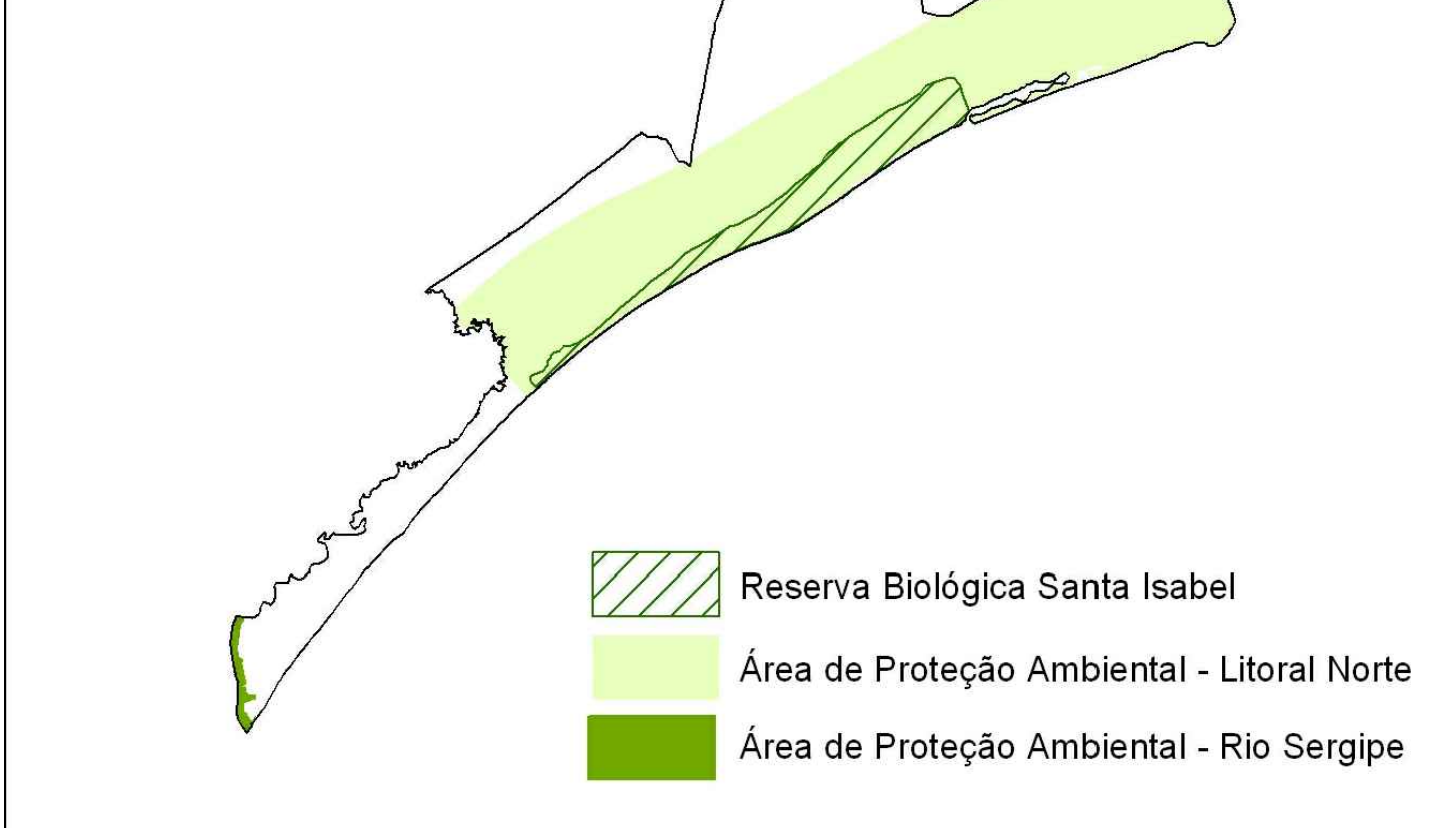 Reserva Biológica Santa Isabel
Área de Proteção Ambiental - Litoral Norte
Área de Proteção Ambiental - Rio Sergipe